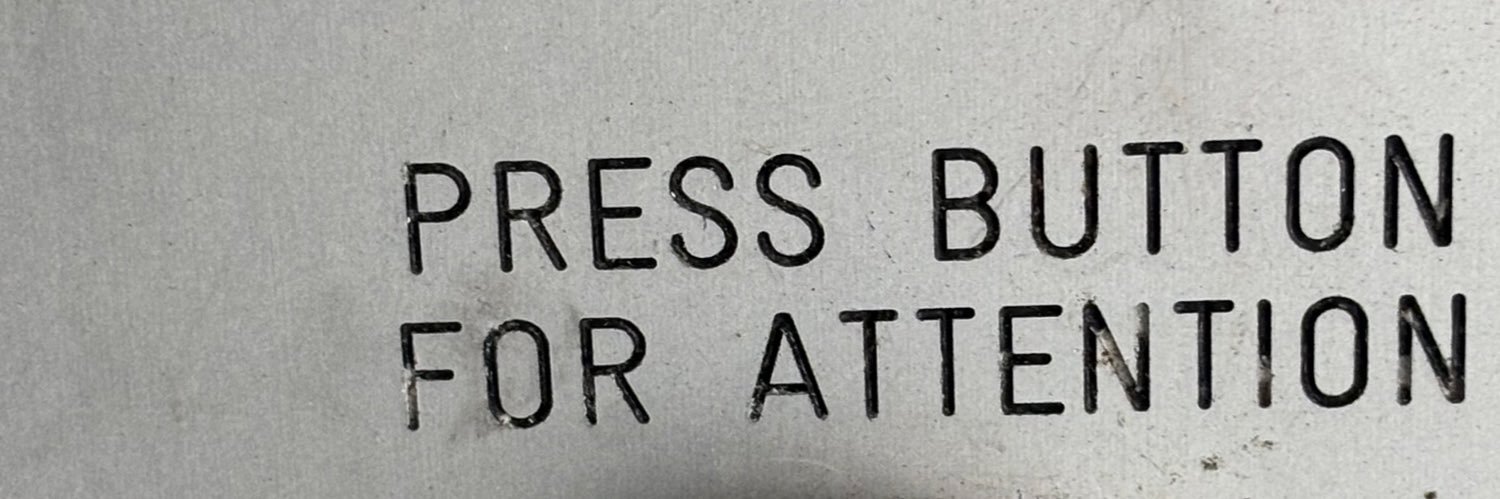 PRESS BUTTON
FOR ATTENTION